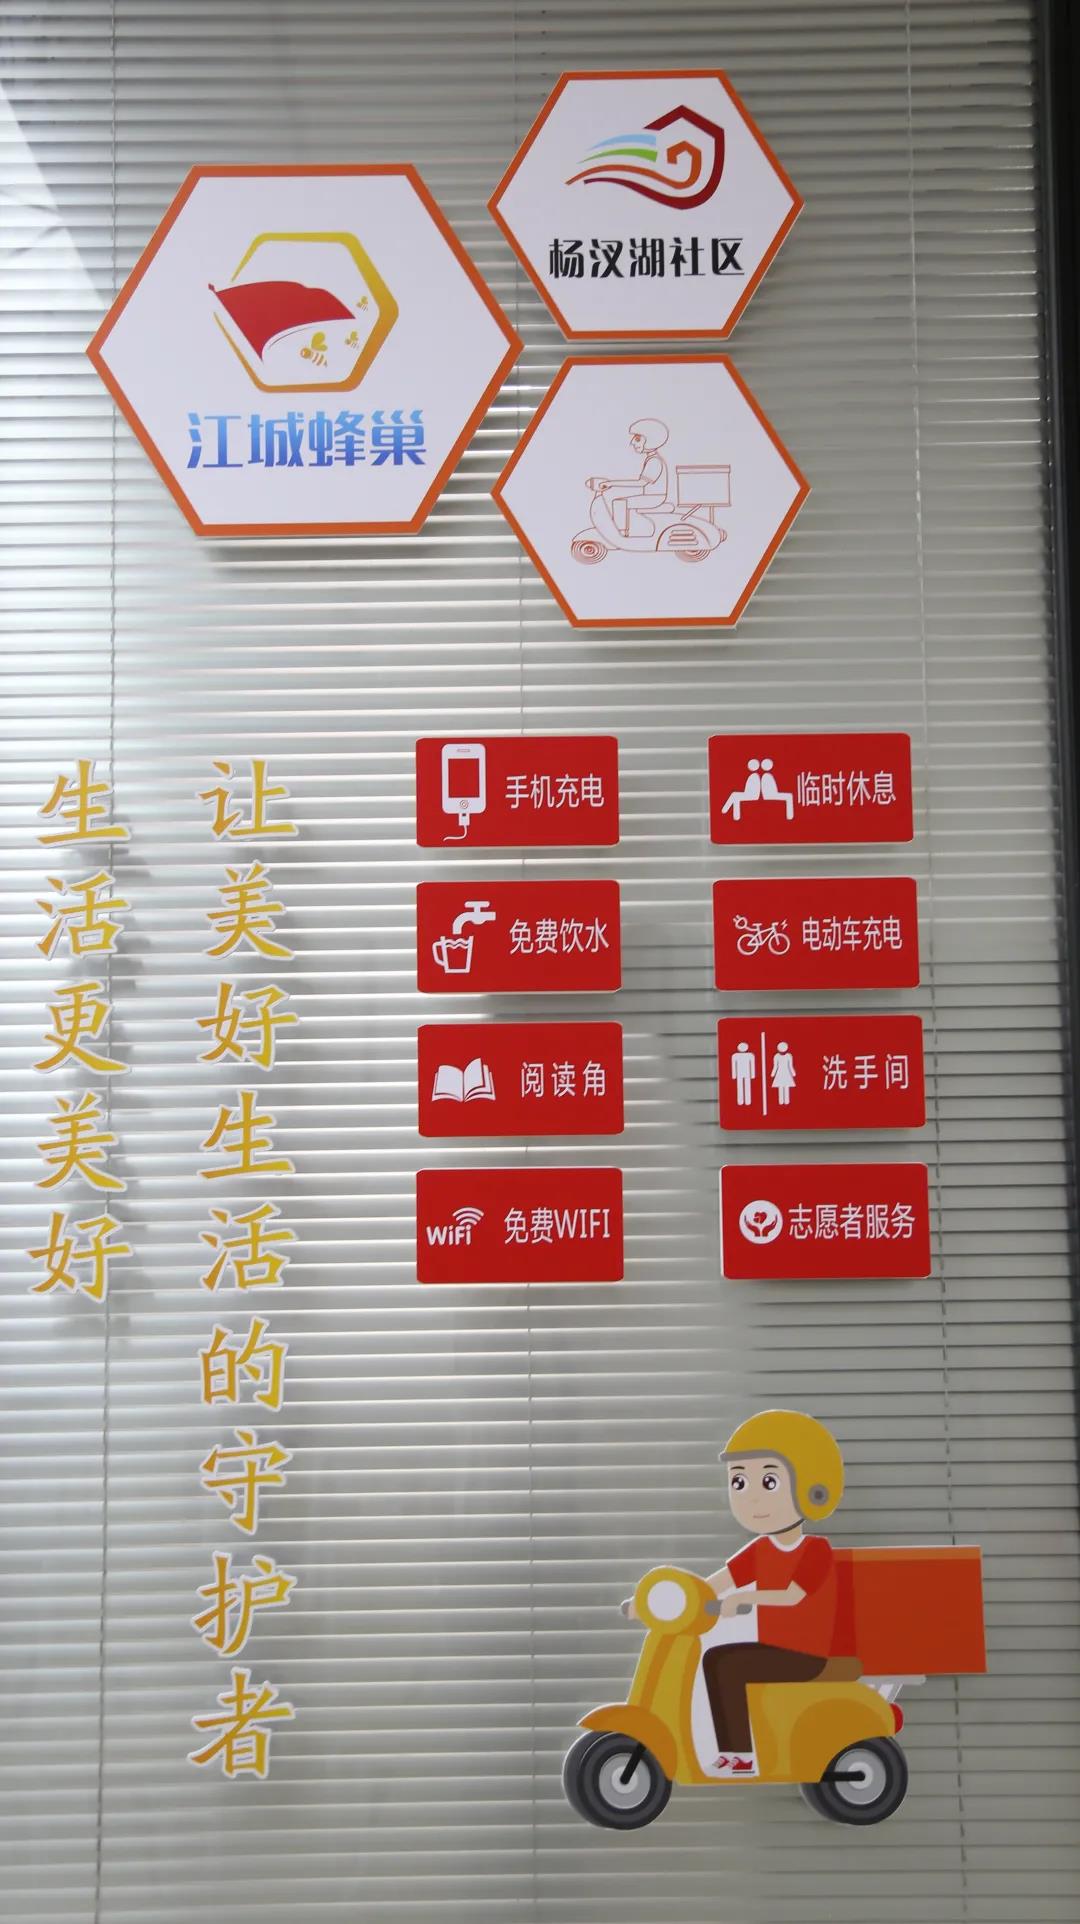 杨汊湖社区
江城蜂巢
手机充电
临时休息
免费饮水
电动车充电
阅读角
洗手间
WiFi 免费WIFI
志愿者服务
让美好生活的守护者
生活更美好